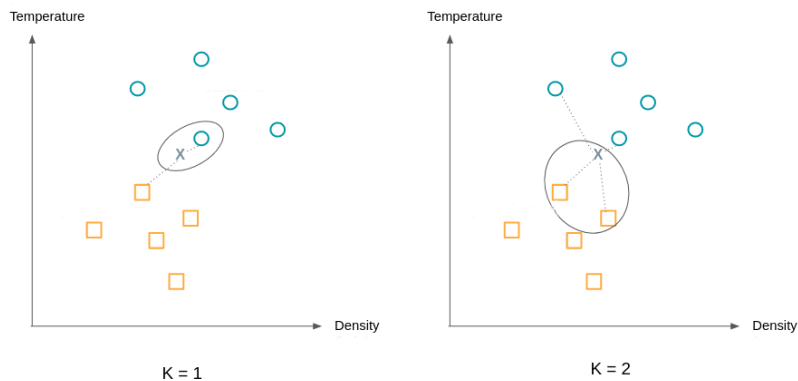 Temperature
X
Density
K = 1
Temperature
X
Density
K = 2